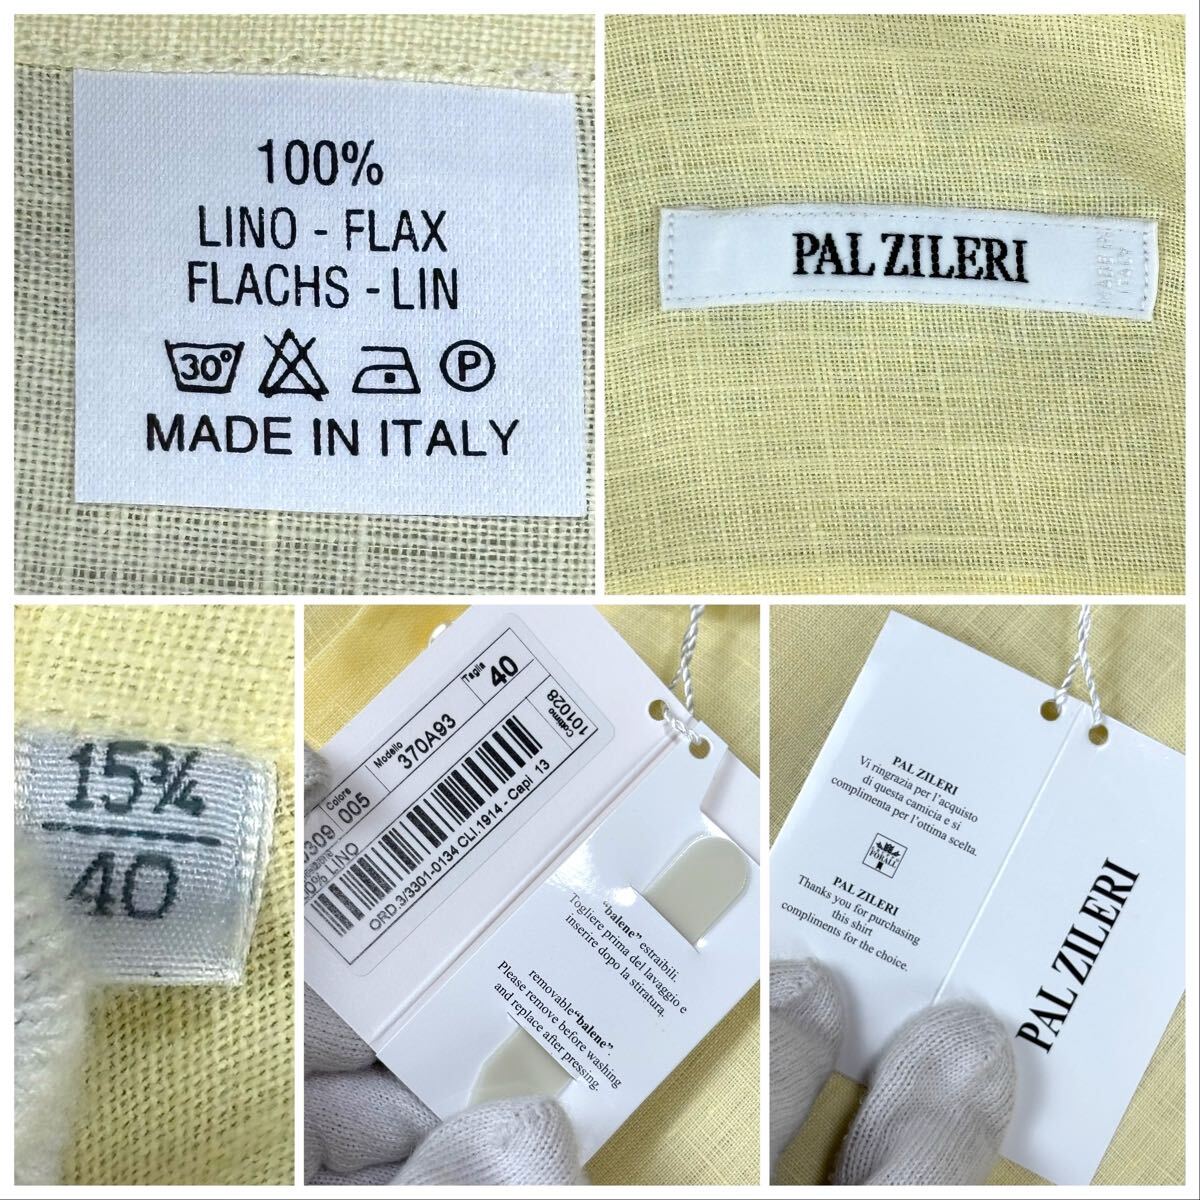 100%
LINO - FLAX
FLACHS - LIN
30°
P
MADE IN ITALY
PAL ZILERI
MADE IN
ITALY
15¾
40
Colore
005
Modello
370A93
Taglia
40
Cottimo
101028
0% LINO
ORD.3/3301-0134 CLI.1914 - Capi 13
"balene" estraibili.
Togliere prima del lavaggio e
inserire dopo la stiratura.
removable"balene".
Please remove before washing
and replace after pressing.
PAL ZILERI
Vi ringrazia per l'acquisto
di questa camicia e si
complimenta per l'ottima scelta.
FORALL
PAL ZILERI
Thanks you for purchasing
this shirt
compliments for the choice.
PAL ZILERI